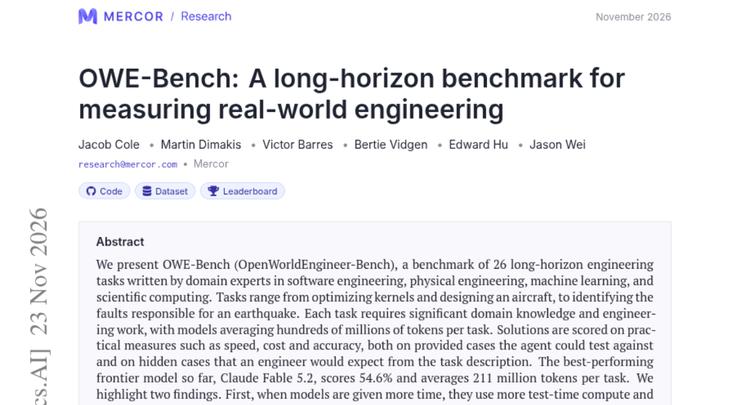 MERCOR / Research
November 2026
OWE-Bench: A long-horizon benchmark for
measuring real-world engineering
Jacob Cole • Martin Dimakis • Victor Barres • Bertie Vidgen • Edward Hu • Jason Wei
research@mercor.com • Mercor
Code Dataset Leaderboard
cs.AI] 23 Nov 2026
Abstract
We present OWE-Bench (OpenWorldEngineer-Bench), a benchmark of 26 long-horizon engineering
tasks written by domain experts in software engineering, physical engineering, machine learning, and
scientific computing. Tasks range from optimizing kernels and designing an aircraft, to identifying the
faults responsible for an earthquake. Each task requires significant domain knowledge and engineer-
ing work, with models averaging hundreds of millions of tokens per task. Solutions are scored on prac-
tical measures such as speed, cost and accuracy, both on provided cases the agent could test against
and on hidden cases that an engineer would expect from the task description. The best-performing
frontier model so far, Claude Fable 5.2, scores 54.6% and averages 211 million tokens per task. We
highlight two findings. First, when models are given more time, they use more test-time compute and